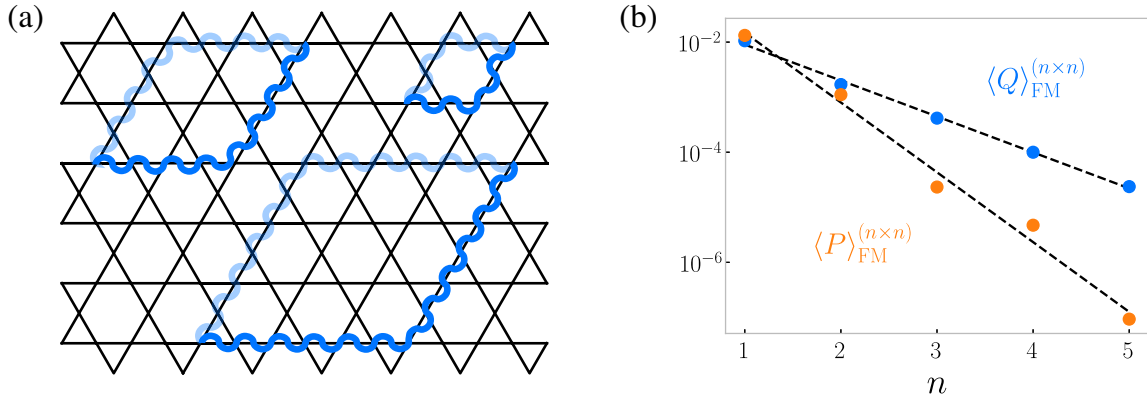 (a)
(b)
10⁻²
10⁻⁴
10⁻⁶
⟨Q⟩_FM^(n×n)
⟨P⟩_FM^(n×n)
1 2 3 4 5
n